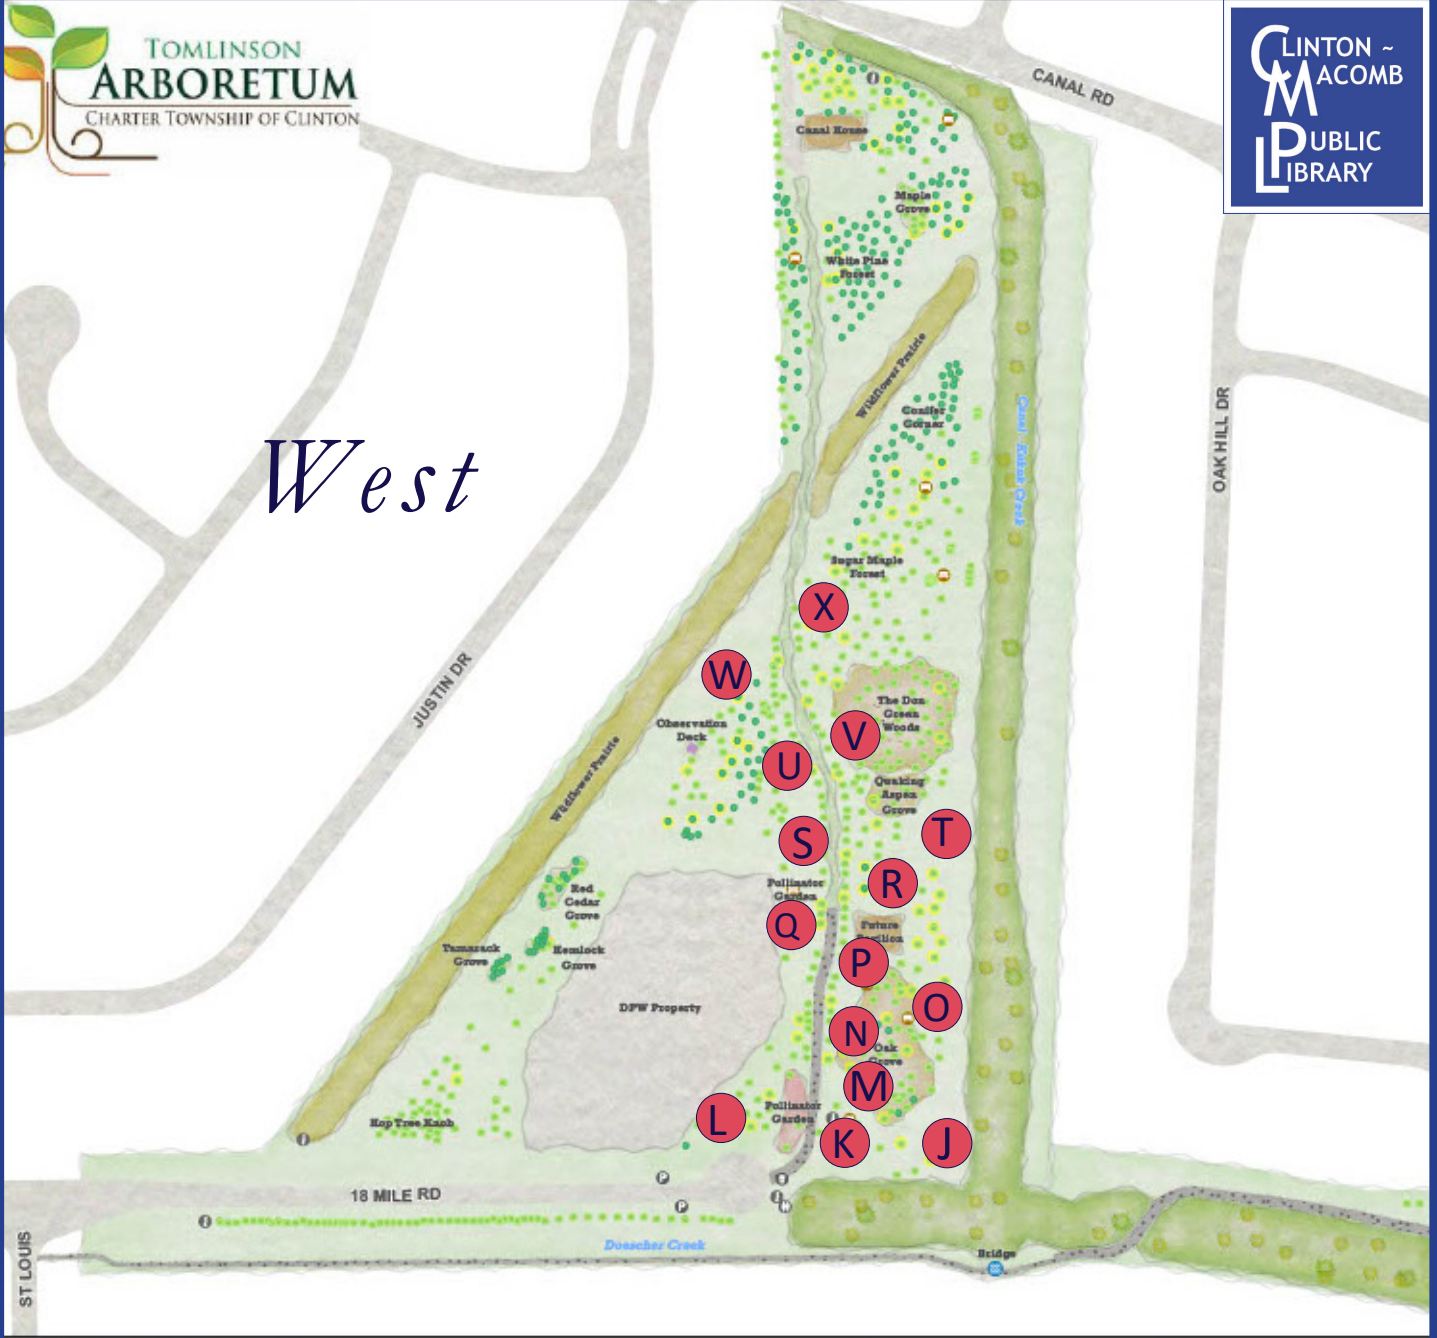 TOMLINSON
ARBORETUM
CHARTER TOWNSHIP OF CLINTON
CLINTON ~
MACOMB
PUBLIC
LIBRARY
CANAL RD
Canal House
Maple
Grove
White Pine
Forest
Wildflower Prairie
Conifer
Corner
OAK HILL DR
West
Sugar Maple
Forest
X
W
JUSTIN DR
Observation
Deck
The Dan
Green
Woods
V
U
Wildflower Prairie
Quaking
Aspen
Grove
T
S
R
Pollinator
Garden
Red
Cedar
Grove
Q
Future
Pavilion
Tamarack
Grove
Hemlock
Grove
P
DPW Property
O
N
Oak
Grove
M
L
Pollinator
Garden
Hop Tree Knob
K
J
P
18 MILE RD
P
ST LOUIS
Doescher Creek
Bridge